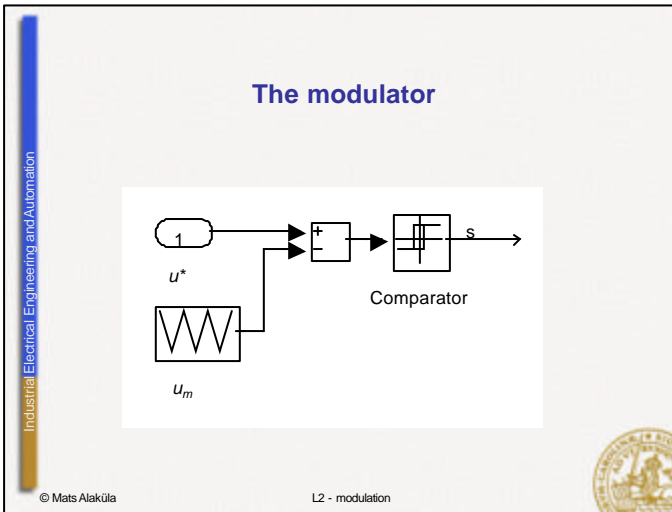 The modulator
Industrial Electrical Engineering and Automation
1
+
−
s
u*
Comparator
u_m
© Mats Alaküla
L2 - modulation